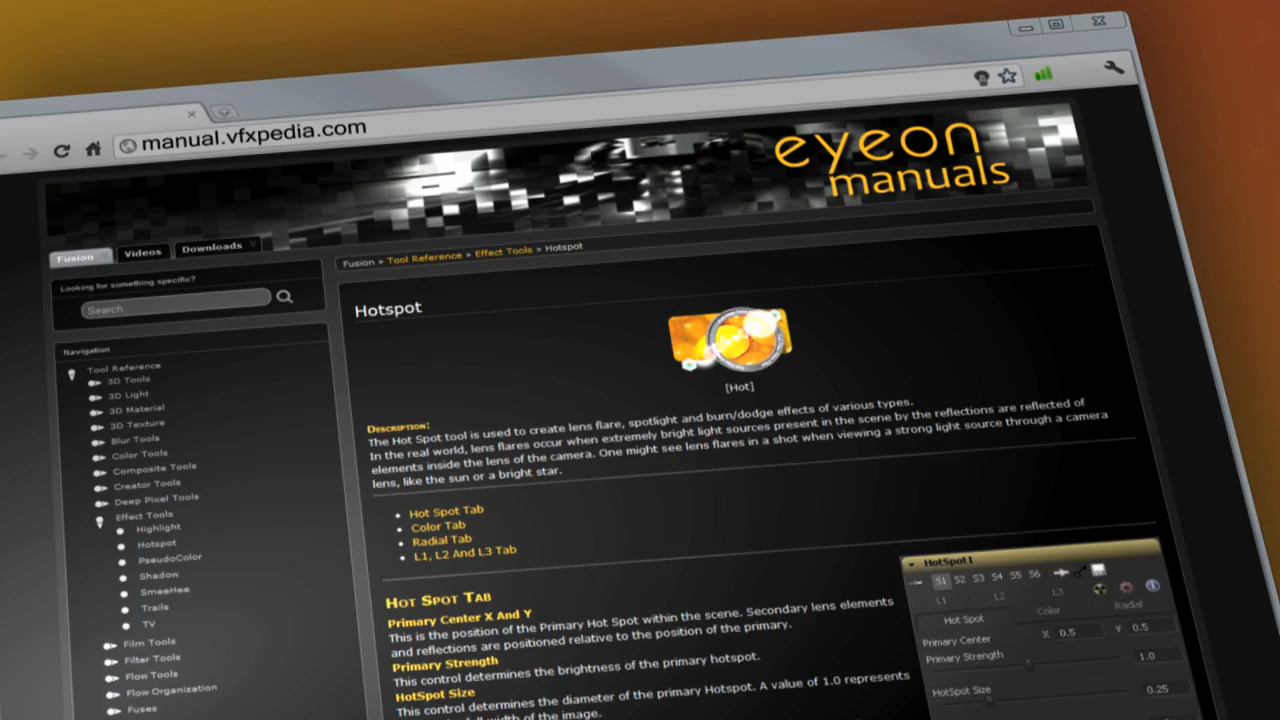 manual.vfxpedia.com
eyeon
manuals
Fusion
Videos
Downloads
Looking for something specific?
Search
Navigation
Tool Reference
3D Tools
3D Light
3D Material
3D Texture
Blur Tools
Color Tools
Composite Tools
Creator Tools
Deep Pixel Tools
Effect Tools
Highlight
Hotspot
PseudoColor
Shadow
SmeeHee
Trails
TV
Film Tools
Filter Tools
Flow Tools
Flow Organization
Fuses
Fusion » Tool Reference » Effect Tools » Hotspot
Hotspot
[Hot]
Description:
The Hot Spot tool is used to create lens flare, spotlight and burn/dodge effects of various types.
In the real world, lens flares occur when extremely bright light sources present in the scene by the reflections are reflected of
elements inside the lens of the camera. One might see lens flares in a shot when viewing a strong light source through a camera
lens, like the sun or a bright star.
Hot Spot Tab
Color Tab
Radial Tab
L1, L2 And L3 Tab
Hot Spot Tab
Primary Center X And Y
This is the position of the Primary Hot Spot within the scene. Secondary lens elements
and reflections are positioned relative to the position of the primary.
Primary Strength
This control determines the brightness of the primary hotspot.
HotSpot Size
This control determines the diameter of the primary Hotspot. A value of 1.0 represents
full width of the image.
HotSpot1
S1 S2 S3 S4 S5 S6
L1 L2 L3
Hot Spot Color Radial
Primary Center X 0.5 Y 0.5
Primary Strength 1.0
HotSpot Size 0.25